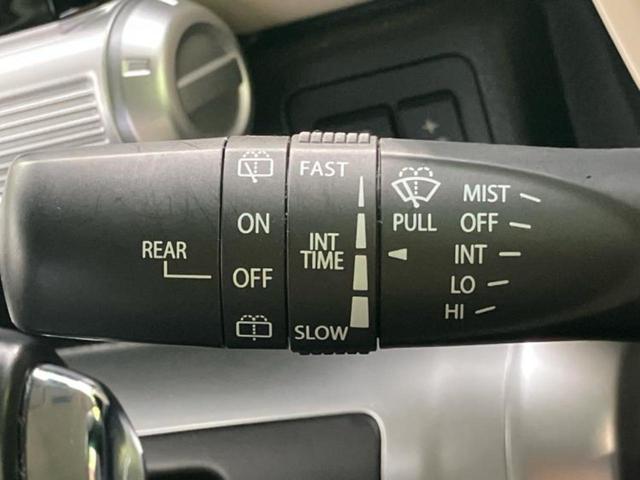 REAR
ON
OFF
FAST
INT
TIME
SLOW
PULL
MIST
OFF
INT
LO
HI